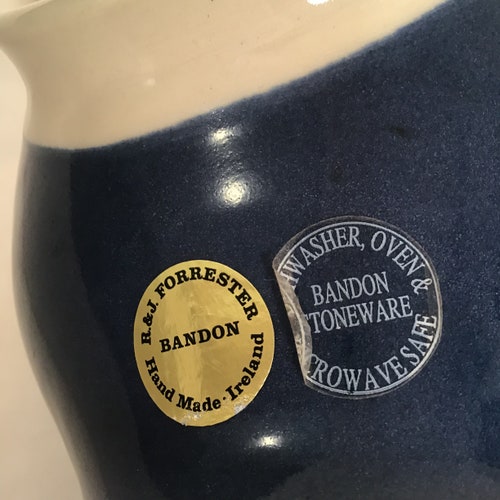 R.&J. FORRESTER
BANDON
Hand Made · Ireland
HWASHER, OVEN &
BANDON
TONEWARE
CROWAVE SAFE